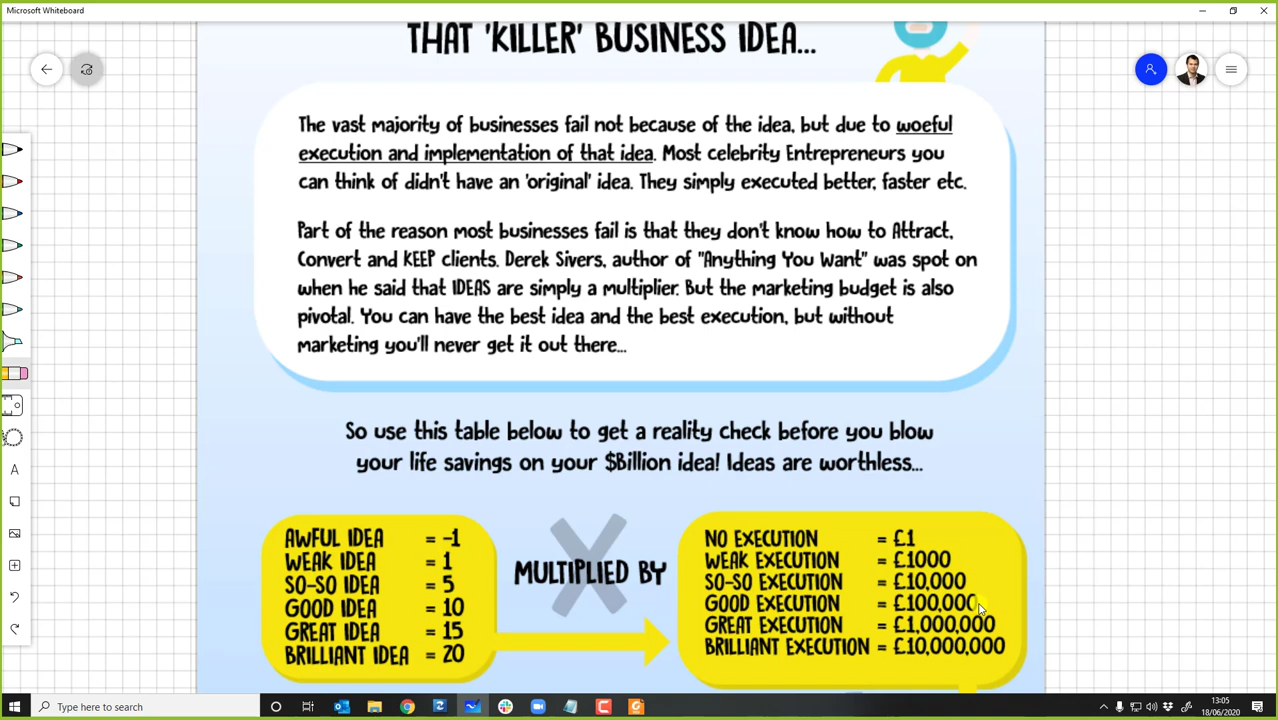 Microsoft Whiteboard
THAT 'KILLER' BUSINESS IDEA...
The vast majority of businesses fail not because of the idea, but due to woeful
execution and implementation of that idea. Most celebrity Entrepreneurs you
can think of didn't have an 'original' idea. They simply executed better, faster etc.
Part of the reason most businesses fail is that they don't know how to Attract,
Convert and KEEP clients. Derek Sivers, author of "Anything You Want" was spot on
when he said that IDEAS are simply a multiplier. But the marketing budget is also
pivotal. You can have the best idea and the best execution, but without
marketing you'll never get it out there...
So use this table below to get a reality check before you blow
your life savings on your $Billion idea! Ideas are worthless...
AWFUL IDEA = -1
WEAK IDEA = 1
SO-SO IDEA = 5
GOOD IDEA = 10
GREAT IDEA = 15
BRILLIANT IDEA = 20
MULTIPLIED BY
NO EXECUTION = £1
WEAK EXECUTION = £1000
SO-SO EXECUTION = £10,000
GOOD EXECUTION = £100,000
GREAT EXECUTION = £1,000,000
BRILLIANT EXECUTION = £10,000,000
A
Type here to search
13:05
18/06/2020